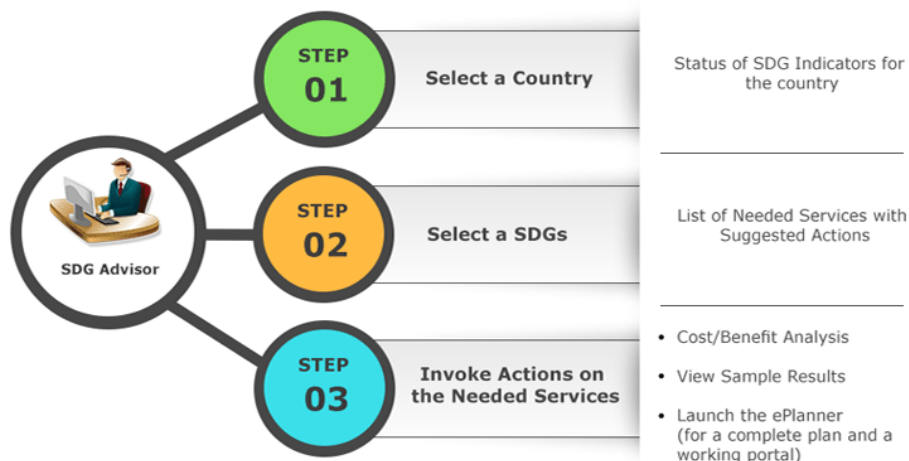 STEP
01
Select a Country
Status of SDG Indicators for
the country
SDG Advisor
STEP
02
Select a SDGs
List of Needed Services with
Suggested Actions
STEP
03
Invoke Actions on
the Needed Services
• Cost/Benefit Analysis
• View Sample Results
• Launch the ePlanner
(for a complete plan and a
working portal)